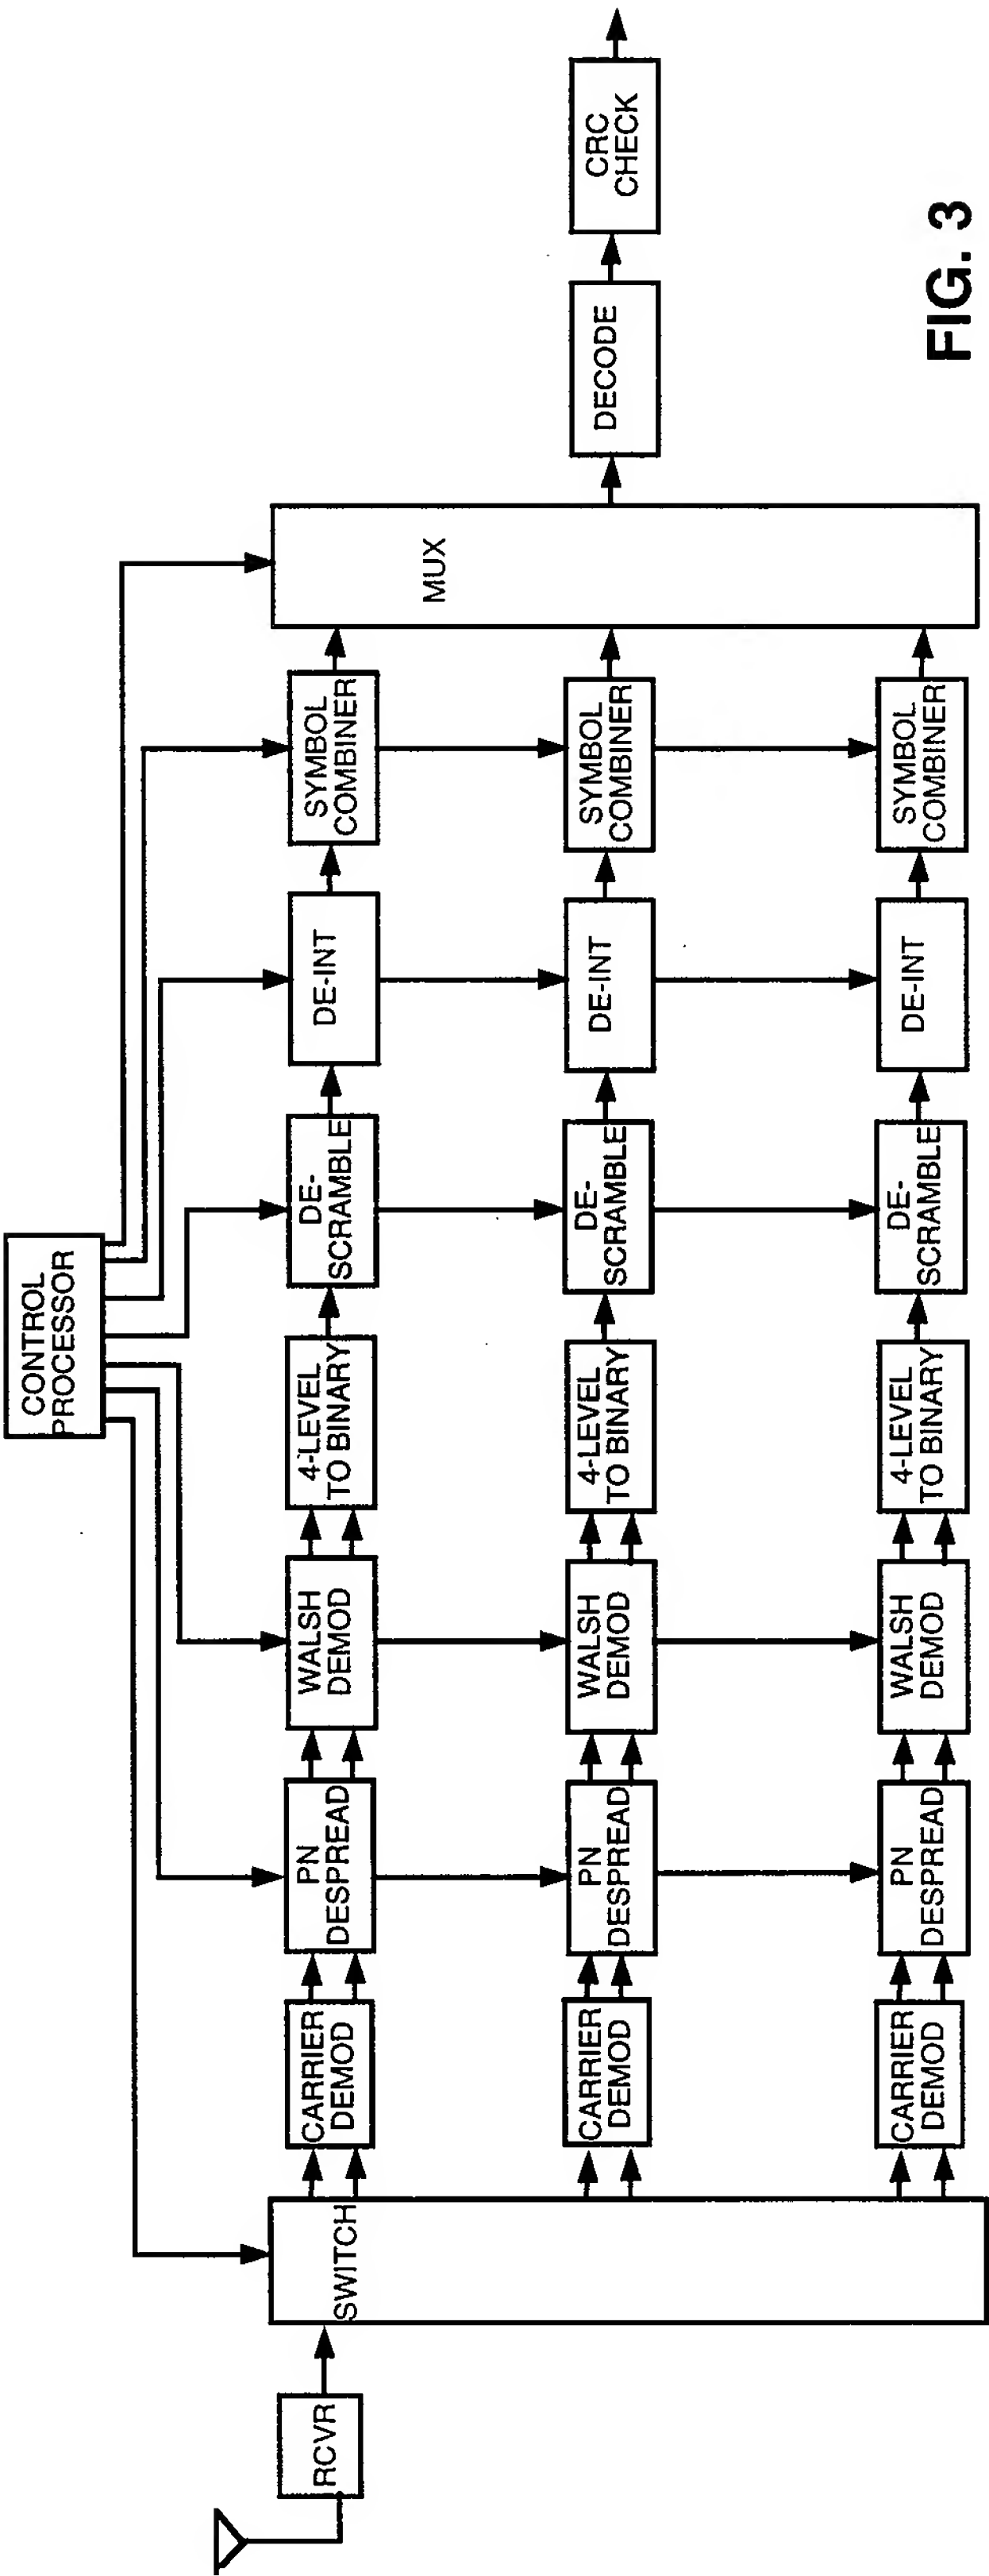 CONTROL
PROCESSOR
RCVR
SWITCH
CARRIER
DEMOD
PN
DESPREAD
WALSH
DEMOD
4-LEVEL
TO BINARY
DE-
SCRAMBLE
DE-INT
SYMBOL
COMBINER
CARRIER
DEMOD
PN
DESPREAD
WALSH
DEMOD
4-LEVEL
TO BINARY
DE-
SCRAMBLE
DE-INT
SYMBOL
COMBINER
CARRIER
DEMOD
PN
DESPREAD
WALSH
DEMOD
4-LEVEL
TO BINARY
DE-
SCRAMBLE
DE-INT
SYMBOL
COMBINER
MUX
DECODE
CRC
CHECK
FIG. 3